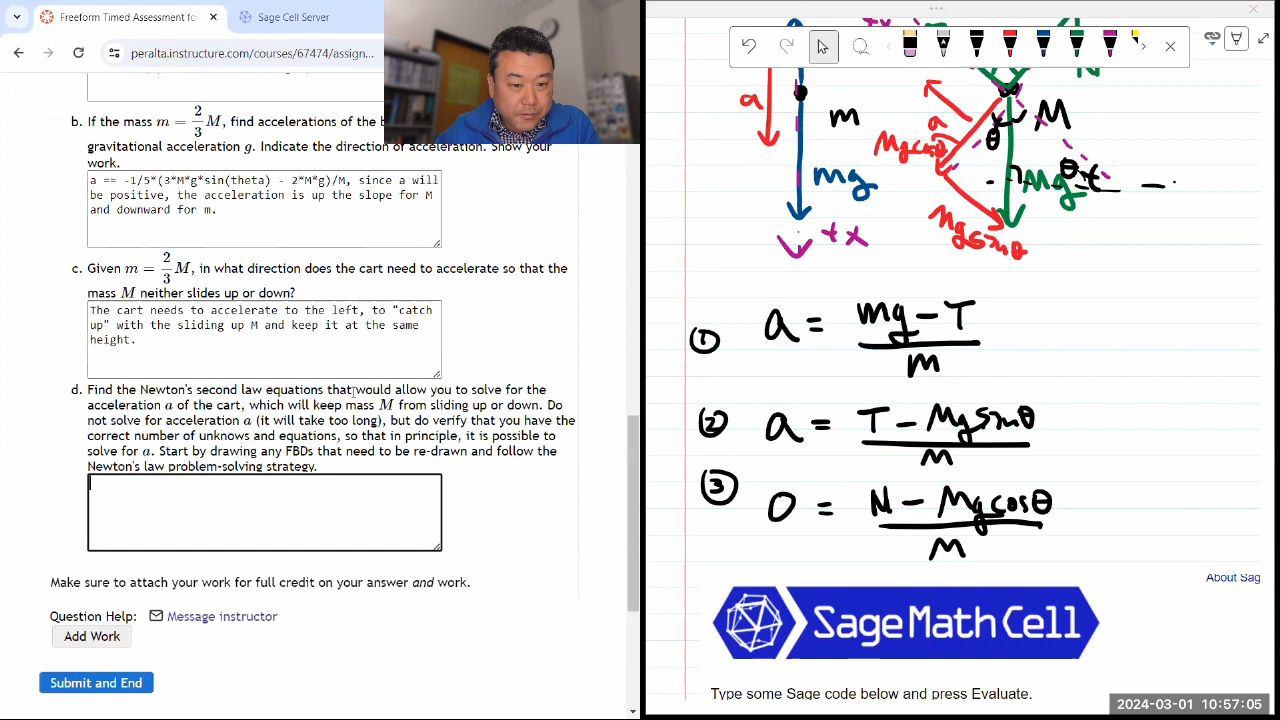 Freeform Timed Assessment for
Sage Cell Server
peralta.instructure.com/courses
4/assign
b. If the mass m = 2/3 M, find accelerations of the b
gravitational acceleration g. Indicate the direction of acceleration. Show your
work.
a == -1/5*(3*M*g*sin(theta) - 2*M*g)/M, since a will
be positive, the acceleration is up the slope for M
and downward for m.
c. Given m = 2/3 M, in what direction does the cart need to accelerate so that the
mass M neither slides up or down?
The cart needs to accelerate to the left, to "catch
up" with the sliding up M and keep it at the same
height.
d. Find the Newton's second law equations that would allow you to solve for the
acceleration a of the cart, which will keep mass M from sliding up or down. Do
not solve for acceleration a (it will take too long), but do verify that you have the
correct number of unknows and equations, so that in principle, it is possible to
solve for a. Start by drawing any FBDs that need to be re-drawn and follow the
Newton's law problem-solving strategy.
Make sure to attach your work for full credit on your answer and work.
Question Help: Message instructor
Add Work
Submit and End
+x
N
a
m
mg
+x
a
Mgcosθ
θ
M
θ
Mg
Mgsinθ
① a = mg - T / m
② a = T - Mgsinθ / M
③ 0 = N - Mgcosθ / M
About Sag
SageMathCell
Type some Sage code below and press Evaluate.
2024-03-01 10:57:05